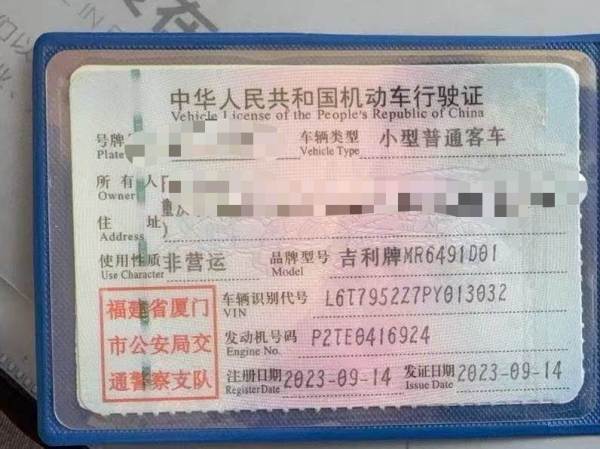 中华人民共和国机动车行驶证
Vehicle License of the People's Republic of China
号牌
Plate
车辆类型 小型普通客车
Vehicle Type
所有人
Owner
住址
Address
使用性质 非营运 品牌型号 吉利牌MR6491D01
Use Character Model
福建省厦门
市公安局交
通警察支队
车辆识别代号 L6T7952Z7PY013032
VIN
发动机号码 P2TE0416924
Engine No.
注册日期 2023-09-14 发证日期 2023-09-14
Register Date Issue Date